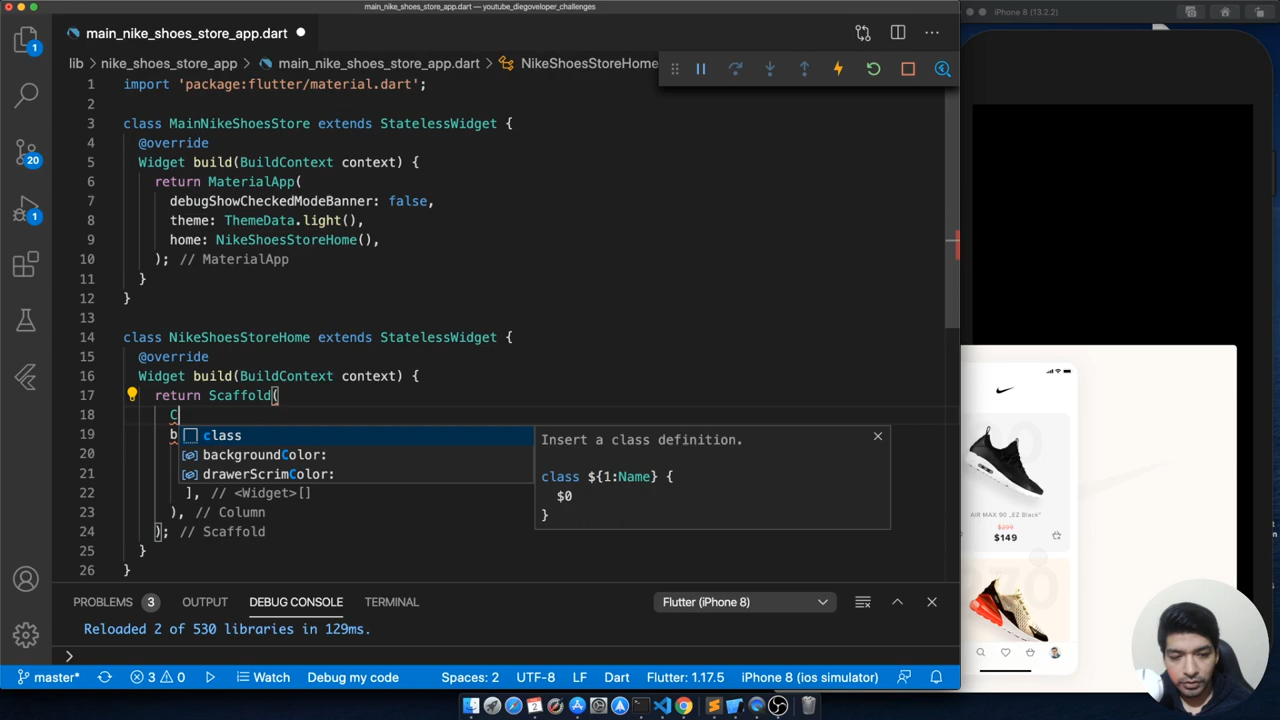 main_nike_shoes_store_app.dart — youtube_diegoveloper_challenges
iPhone 8 (13.2.2)
main_nike_shoes_store_app.dart
lib › nike_shoes_store_app › main_nike_shoes_store_app.dart › NikeShoesStoreHome
1 import 'package:flutter/material.dart';
2
3 class MainNikeShoesStore extends StatelessWidget {
4 @override
5 Widget build(BuildContext context) {
6 return MaterialApp(
7 debugShowCheckedModeBanner: false,
8 theme: ThemeData.light(),
9 home: NikeShoesStoreHome(),
10 ); // MaterialApp
11 }
12 }
13
14 class NikeShoesStoreHome extends StatelessWidget {
15 @override
16 Widget build(BuildContext context) {
17 return Scaffold(
18 C
19 b
20
21
22 ], // <Widget>[]
23 ), // Column
24 ); // Scaffold
25 }
26 }
class
backgroundColor:
drawerScrimColor:
Insert a class definition.
class ${1:Name} {
$0
}
AIR MAX 90 „EZ Black"
$299
$149
270
PROBLEMS 3 OUTPUT DEBUG CONSOLE TERMINAL
Flutter (iPhone 8)
Reloaded 2 of 530 libraries in 129ms.
master* 3 0 Watch Debug my code Spaces: 2 UTF-8 LF Dart Flutter: 1.17.5 iPhone 8 (ios simulator)
1
20
1